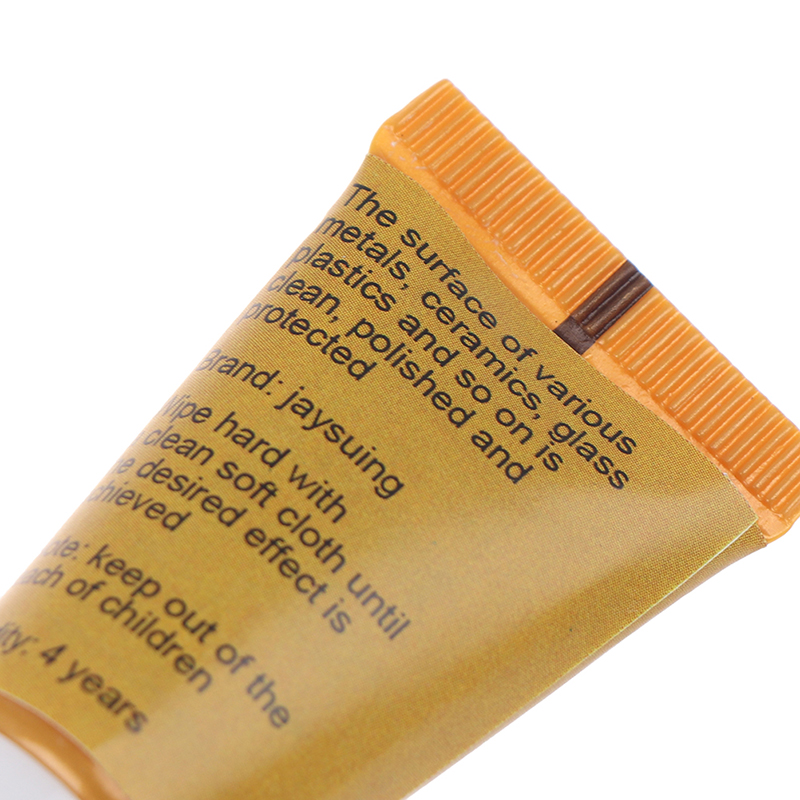 The surface of various
metals, ceramics, glass
plastics and so on is
clean, polished and
protected
Brand: jaysuing
Wipe hard with
clean soft cloth until
desired effect is
achieved
Note: keep out of the
reach of children
4 years